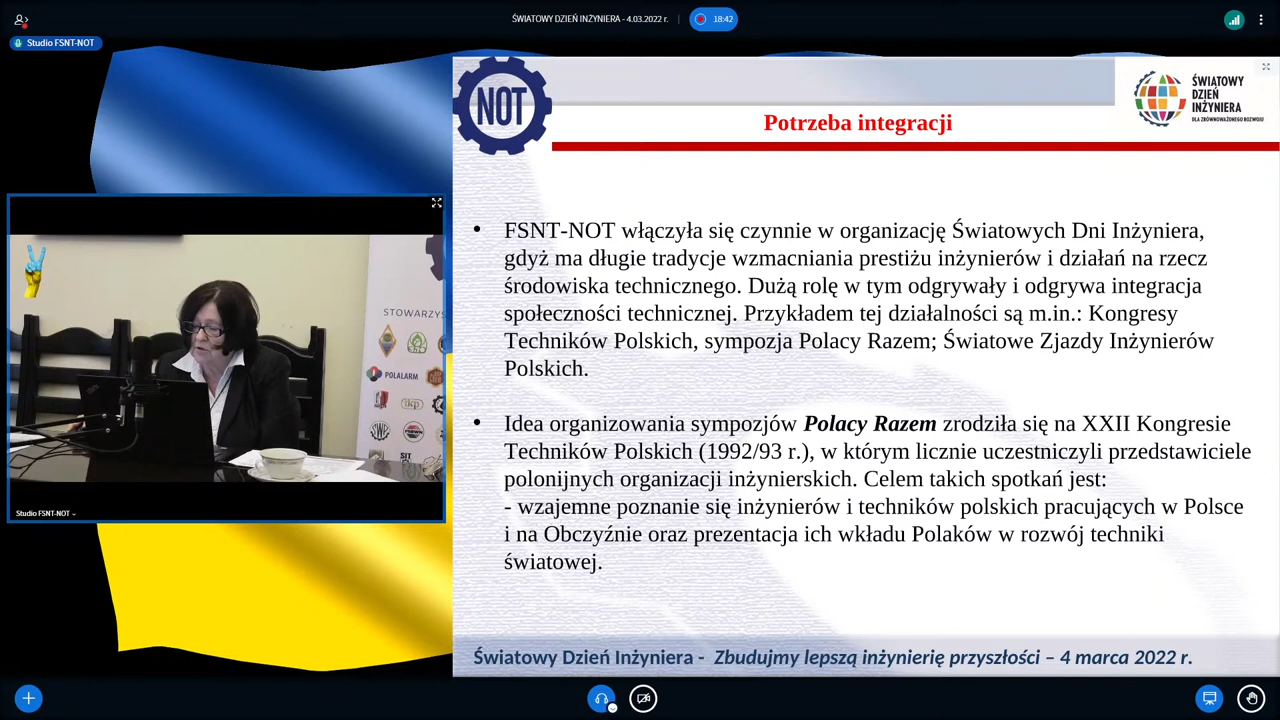 ŚWIATOWY DZIEŃ INŻYNIERA - 4.03.2022 r.
18:42
Studio FSNT-NOT
NOT
ŚWIATOWY
DZIEŃ
INŻYNIERA
DLA ZRÓWNOWAŻONEGO ROZWOJU
Potrzeba integracji
• FSNT-NOT włączyła się czynnie w organizację Światowych Dni Inżyniera,
gdyż ma długie tradycje wzmacniania prestiżu inżynierów i działań na rzecz
środowiska technicznego. Dużą rolę w tym odgrywały i odgrywa integracja
społeczności technicznej. Przykładem tej działalności są m.in.: Kongresy
Techników Polskich, sympozja Polacy Razem; Światowe Zjazdy Inżynierów
Polskich.
• Idea organizowania sympozjów Polacy Razem zrodziła się na XXII Kongresie
Techników Polskich (1992/93 r.), w którym licznie uczestniczyli przedstawiciele
polonijnych organizacji inżynierskich. Celem takich spotkań jest:
- wzajemne poznanie się inżynierów i techników polskich pracujących w Polsce
i na Obczyźnie oraz prezentacja ich wkładu Polaków w rozwój techniki
światowej.
Światowy Dzień Inżyniera - Zbudujmy lepszą inżynierię przyszłości – 4 marca 2022 r.
STOWARZYS
POLALARM
Studio FSNT-NOT